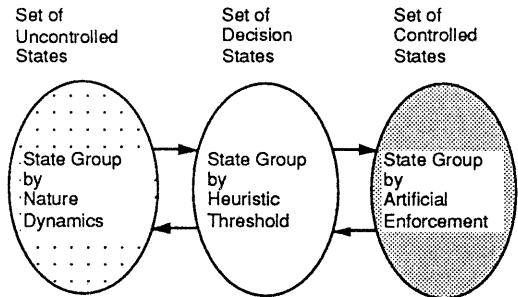 Set of
Uncontrolled
States
Set of
Decision
States
Set of
Controlled
States
State Group
by
Nature
Dynamics
State Group
by
Heuristic
Threshold
State Group
by
Artificial
Enforcement